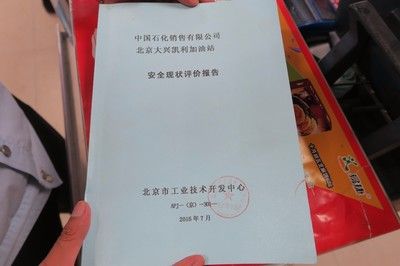 中国石化销售有限公司
北京大兴凯利加油站
安全现状评价报告
北京市工业技术开发中心
2018年7月